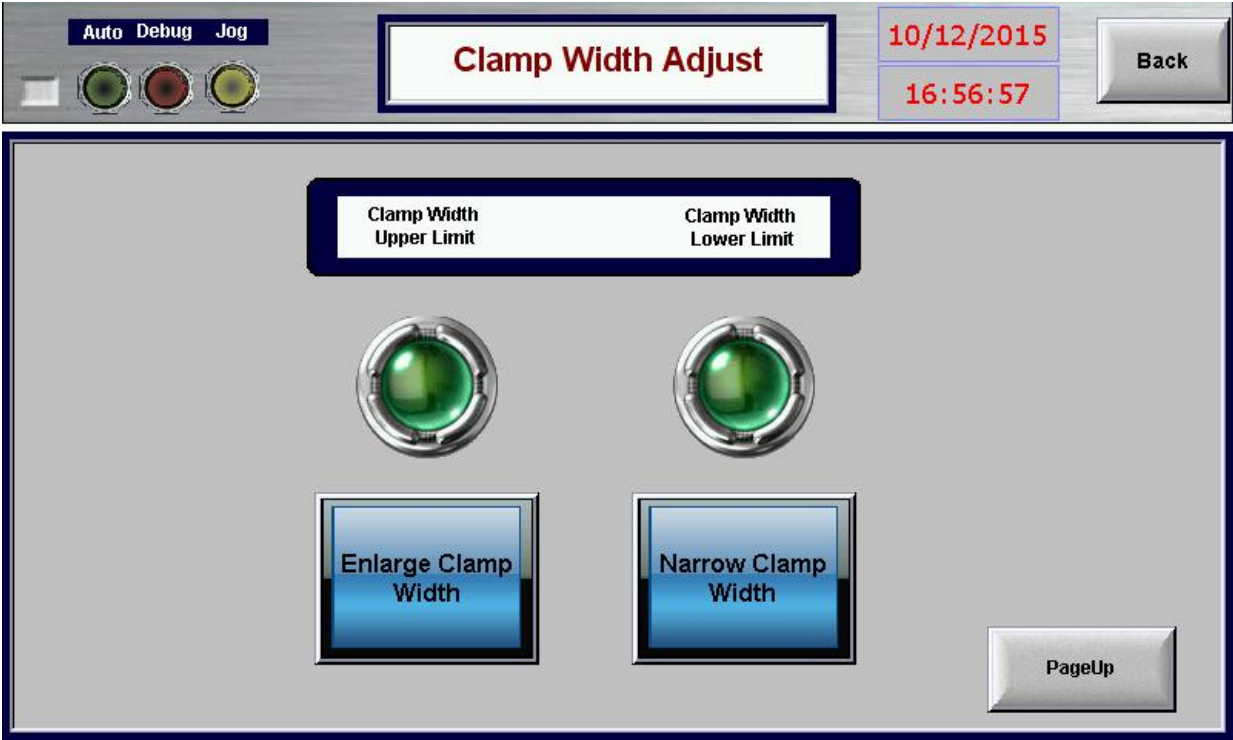 Auto Debug Jog
Clamp Width Adjust
10/12/2015
16:56:57
Back
Clamp Width
Upper Limit
Clamp Width
Lower Limit
Enlarge Clamp
Width
Narrow Clamp
Width
PageUp